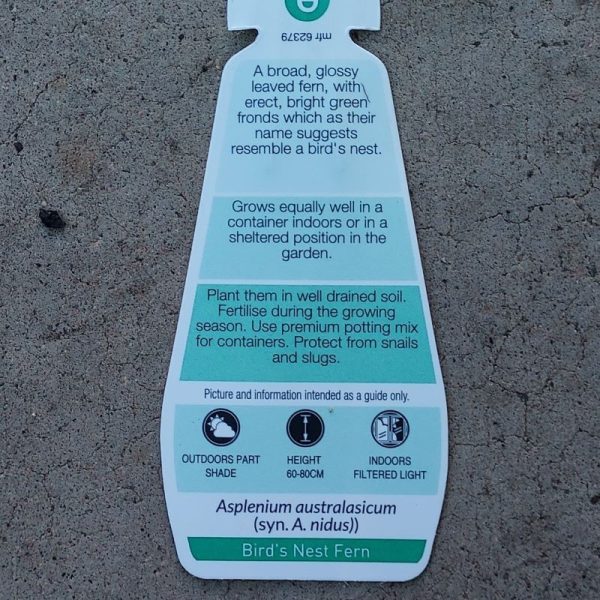 mfr 62379
A broad, glossy
leaved fern, with
erect, bright green
fronds which as their
name suggests
resemble a bird's nest.
Grows equally well in a
container indoors or in a
sheltered position in the
garden.
Plant them in well drained soil.
Fertilise during the growing
season. Use premium potting mix
for containers. Protect from snails
and slugs.
Picture and information intended as a guide only.
OUTDOORS PART
SHADE
HEIGHT
60-80CM
INDOORS
FILTERED LIGHT
Asplenium australasicum
(syn. A. nidus))
Bird's Nest Fern